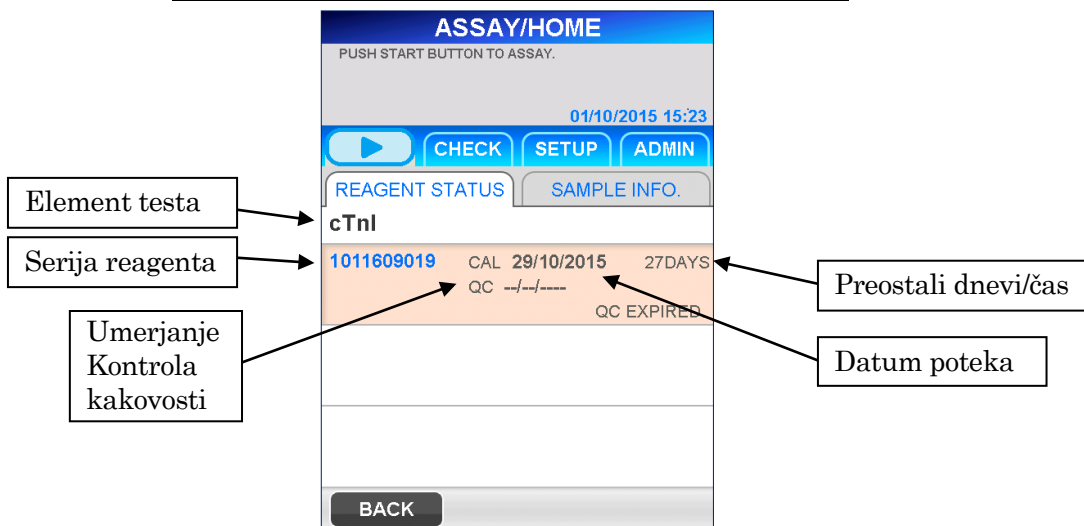 ASSAY/HOME
PUSH START BUTTON TO ASSAY.
01/10/2015 15:23
CHECK SETUP ADMIN
REAGENT STATUS SAMPLE INFO.
Element testa
cTnI
Serija reagenta
1011609019 CAL 29/10/2015 27DAYS
QC --/--/----
QC EXPIRED
Preostali dnevi/čas
Umerjanje
Kontrola
kakovosti
Datum poteka
BACK